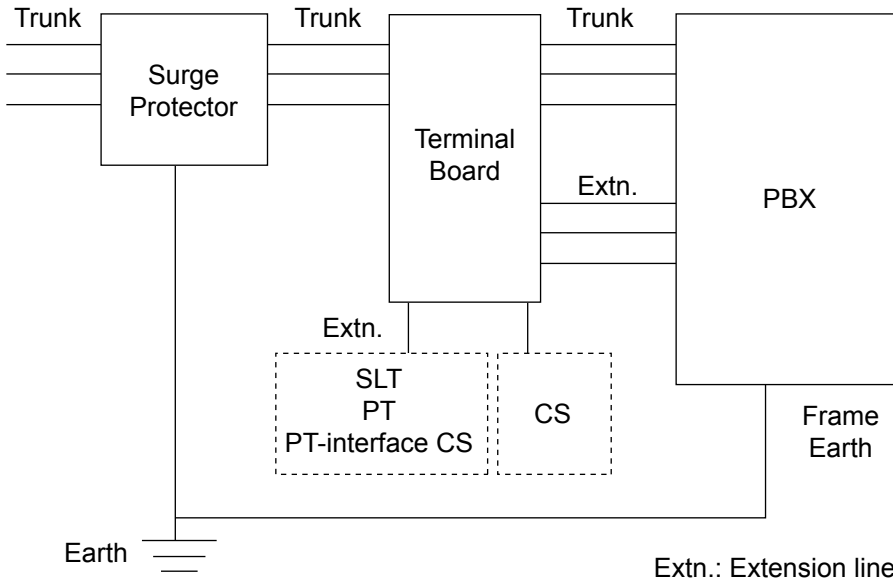 Trunk
Trunk
Trunk
Surge
Protector
Terminal
Board
Extn.
PBX
Extn.
SLT
PT
PT-interface CS
CS
Frame
Earth
Earth
Extn.: Extension line